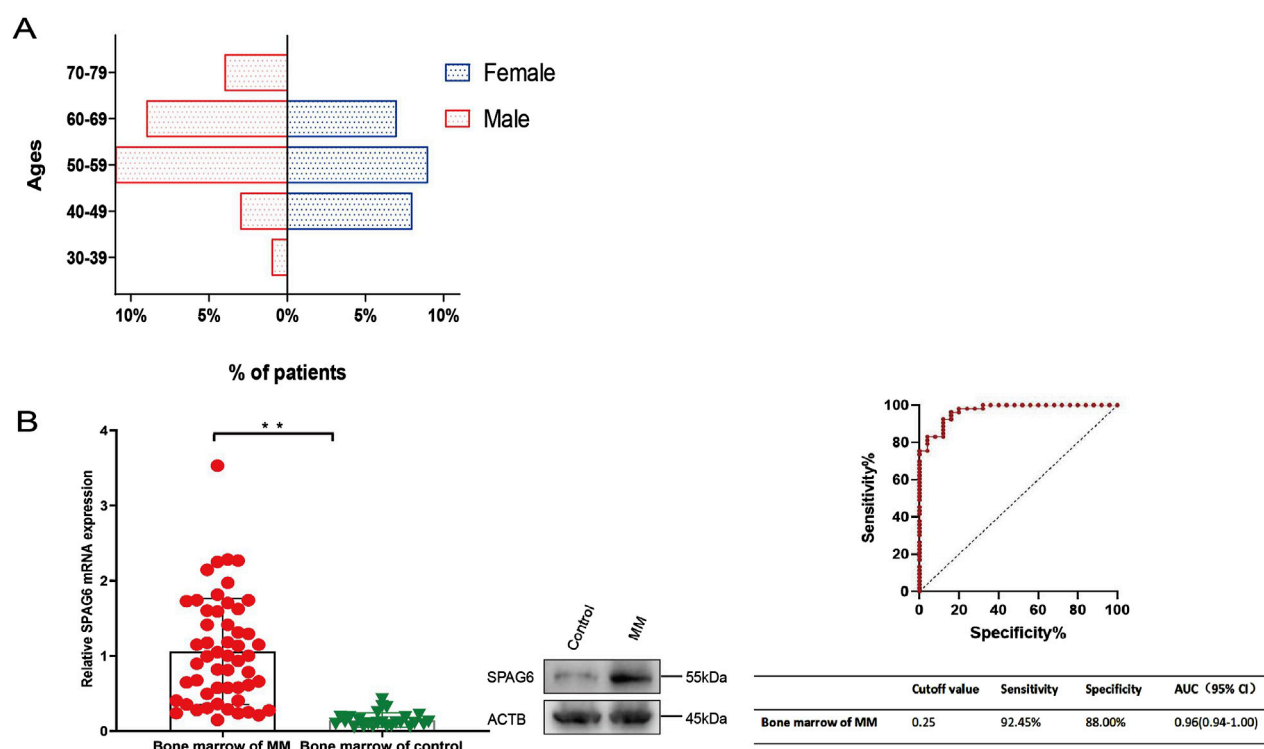 A
Female
Male
70-79
60-69
50-59
40-49
30-39
Ages
10% 5% 0% 5% 10%
% of patients
B
* *
4
3
2
1
0
Relative SPAG6 mRNA expression
Bone marrow of MM Bone marrow of control
Control MM
SPAG6 55kDa
ACTB 45kDa
100
80
60
40
20
0
Sensitivity%
0 20 40 60 80 100
Specificity%
Cutoff value Sensitivity Specificity AUC（95% CI）
Bone marrow of MM 0.25 92.45% 88.00% 0.96(0.94-1.00)